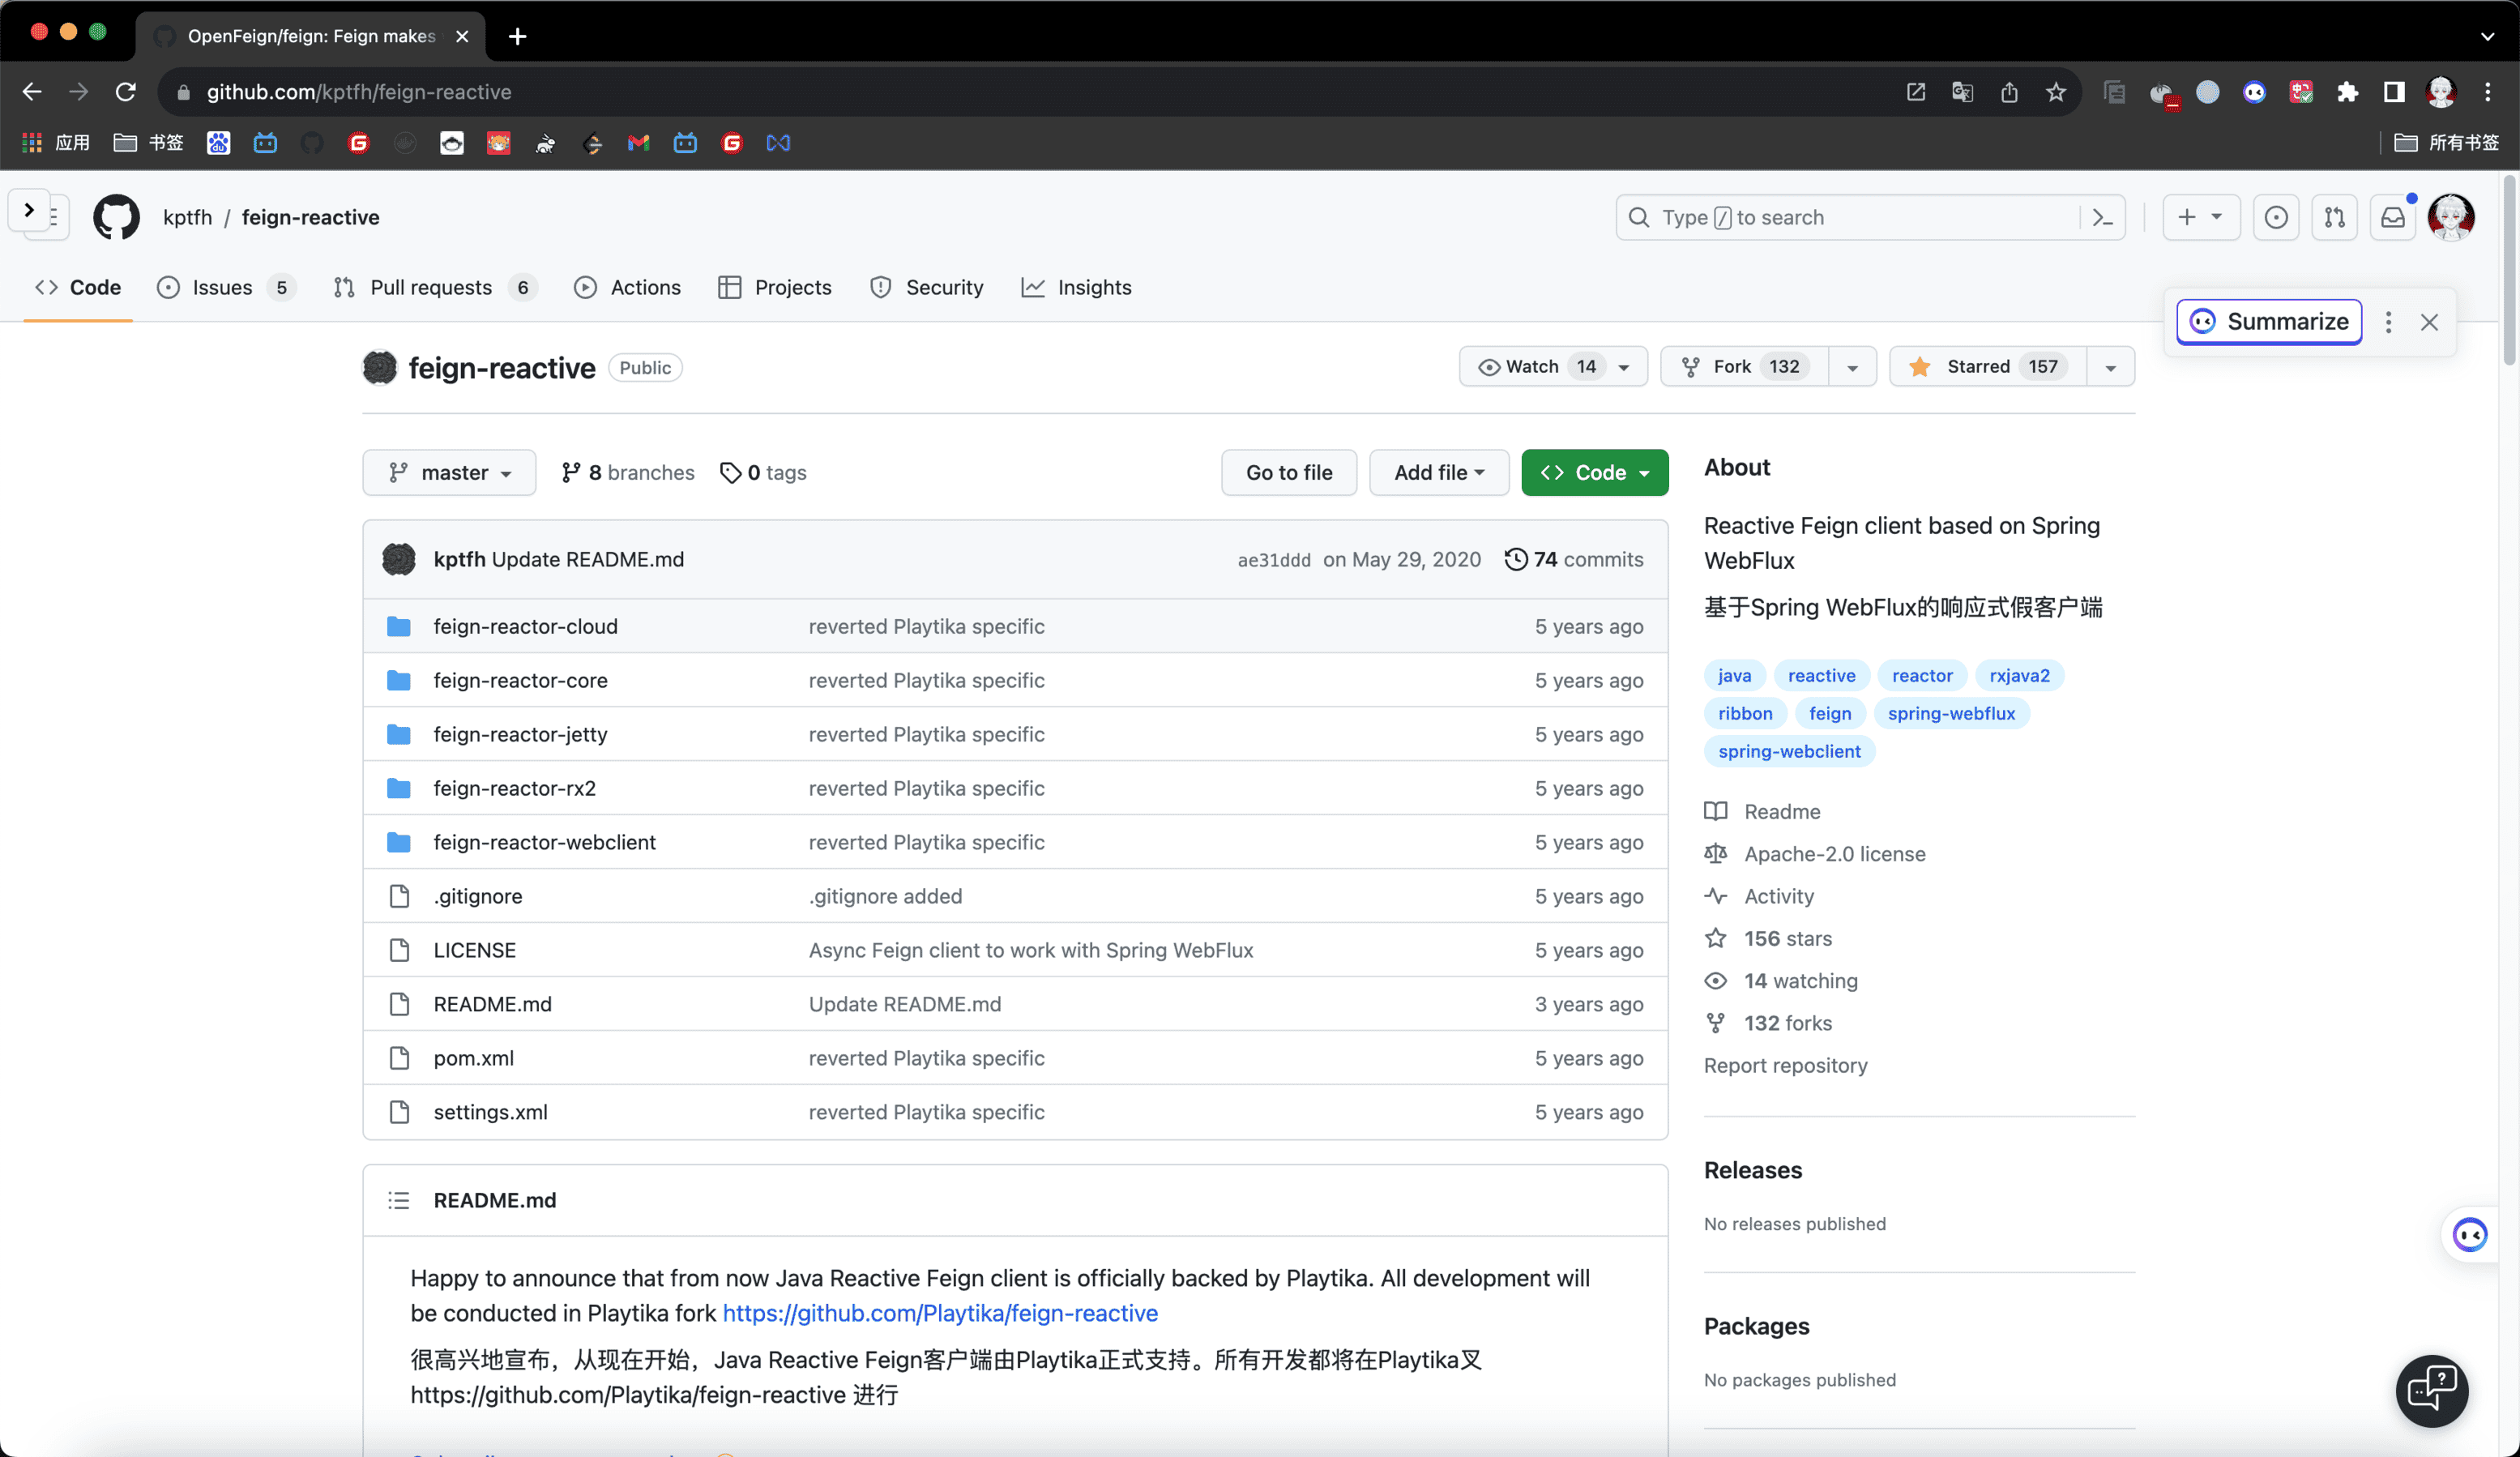 OpenFeign/feign: Feign makes
github.com/kptfh/feign-reactive
应用
书签
所有书签
kptfh / feign-reactive
Type / to search
Code
Issues 5
Pull requests 6
Actions
Projects
Security
Insights
Summarize
feign-reactive Public
Watch 14
Fork 132
Starred 157
master
8 branches
0 tags
Go to file
Add file
Code
kptfh Update README.md ae31ddd on May 29, 2020 74 commits
feign-reactor-cloud reverted Playtika specific 5 years ago
feign-reactor-core reverted Playtika specific 5 years ago
feign-reactor-jetty reverted Playtika specific 5 years ago
feign-reactor-rx2 reverted Playtika specific 5 years ago
feign-reactor-webclient reverted Playtika specific 5 years ago
.gitignore .gitignore added 5 years ago
LICENSE Async Feign client to work with Spring WebFlux 5 years ago
README.md Update README.md 3 years ago
pom.xml reverted Playtika specific 5 years ago
settings.xml reverted Playtika specific 5 years ago
README.md
Happy to announce that from now Java Reactive Feign client is officially backed by Playtika. All development will
be conducted in Playtika fork https://github.com/Playtika/feign-reactive
很高兴地宣布，从现在开始，Java Reactive Feign客户端由Playtika正式支持。所有开发都将在Playtika叉
https://github.com/Playtika/feign-reactive 进行
About
Reactive Feign client based on Spring
WebFlux
基于Spring WebFlux的响应式假客户端
java reactive reactor rxjava2
ribbon feign spring-webflux
spring-webclient
Readme
Apache-2.0 license
Activity
156 stars
14 watching
132 forks
Report repository
Releases
No releases published
Packages
No packages published